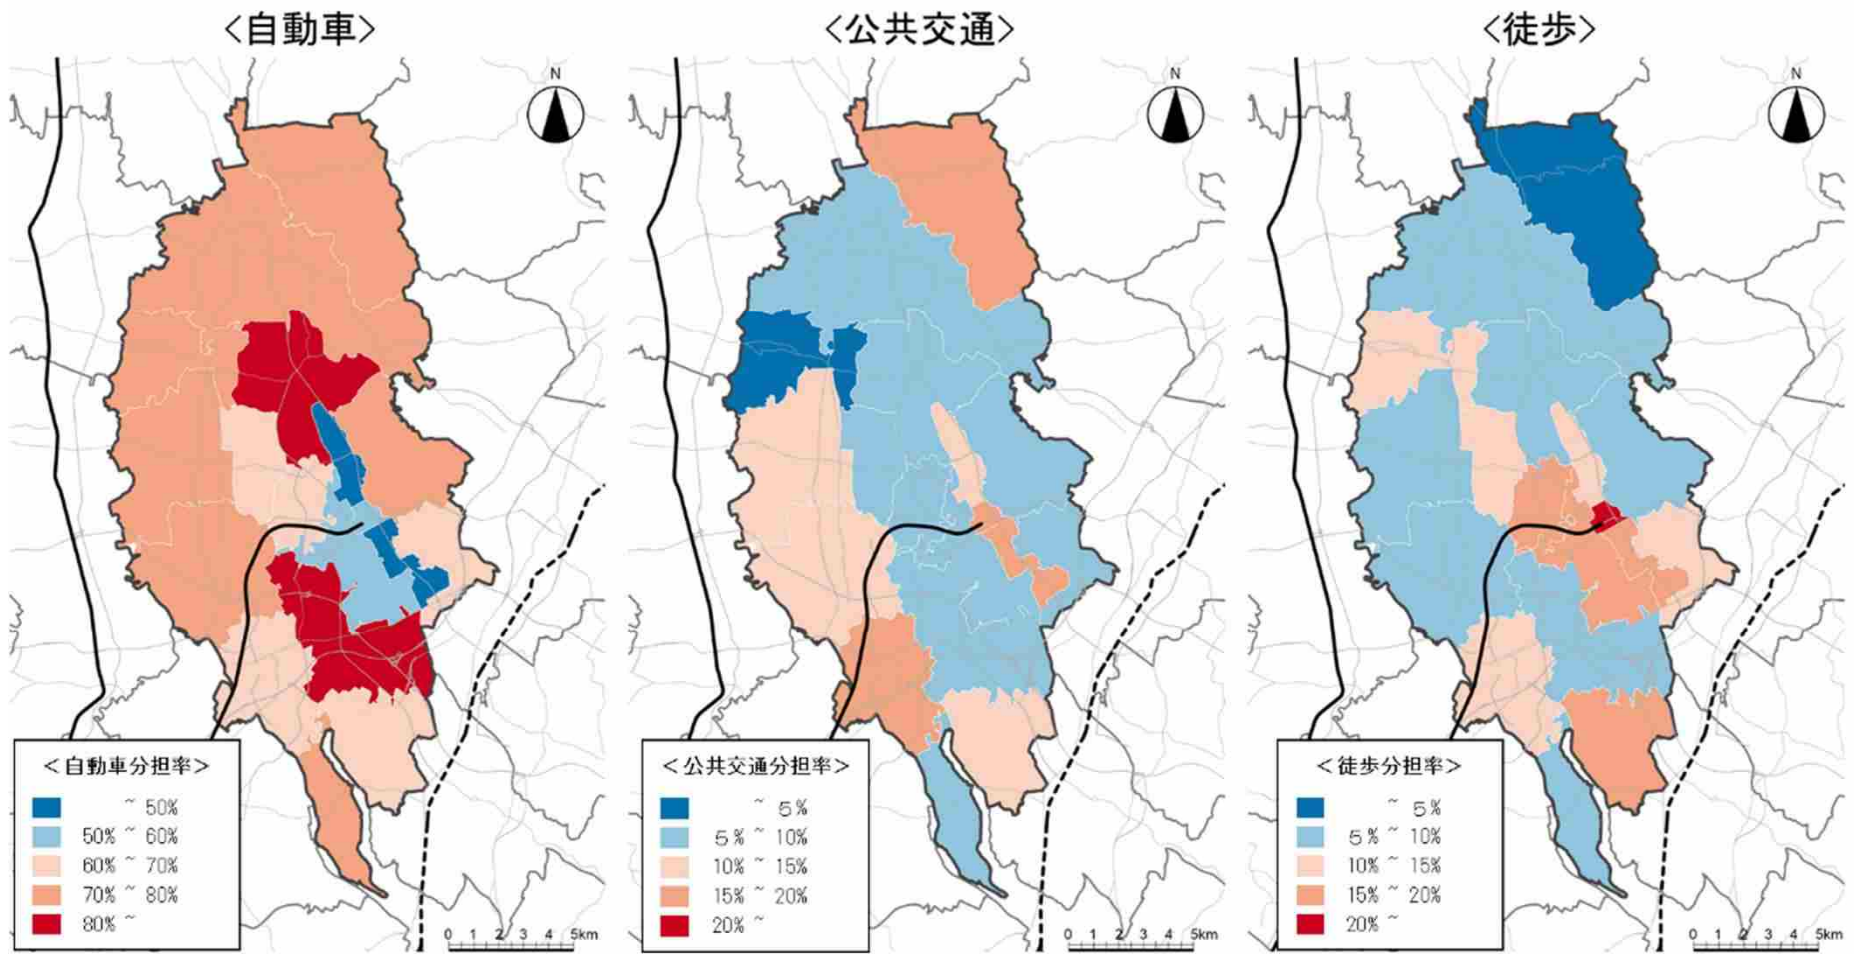 <自動車>
N
<自動車分担率>
~ 50%
50% ~ 60%
60% ~ 70%
70% ~ 80%
80% ~
0 1 2 3 4 5km
<公共交通>
N
<公共交通分担率>
~ 5%
5% ~ 10%
10% ~ 15%
15% ~ 20%
20% ~
0 1 2 3 4 5km
<徒歩>
N
<徒歩分担率>
~ 5%
5% ~ 10%
10% ~ 15%
15% ~ 20%
20% ~
0 1 2 3 4 5km